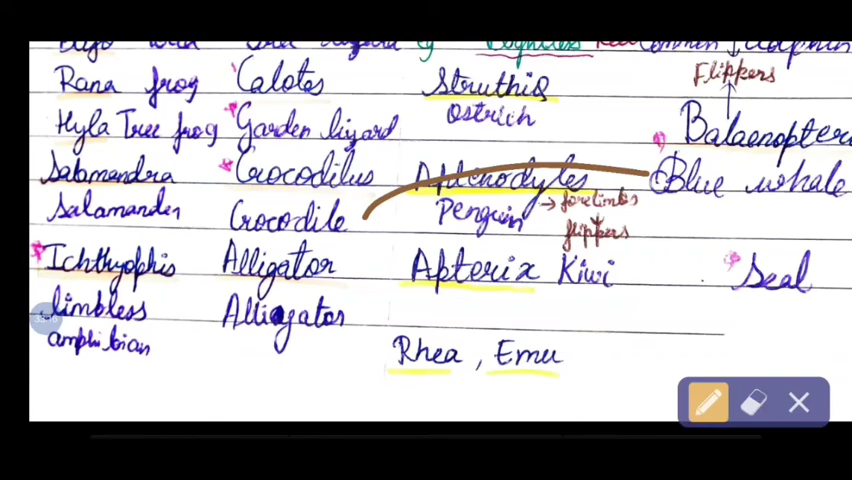 Flippers
Rana frog Calotes Struthio
Ostrich
Hyla Tree frog Garden lizard Balaenopter
Salamandra Crocodilus Aptenodytes Blue whale
Salamander Crocodile Penguin → forelimbs
flippers
Ichthyophis Alligator Apterix Kiwi Seal
limbless Alligator
amphibian Rhea , Emu